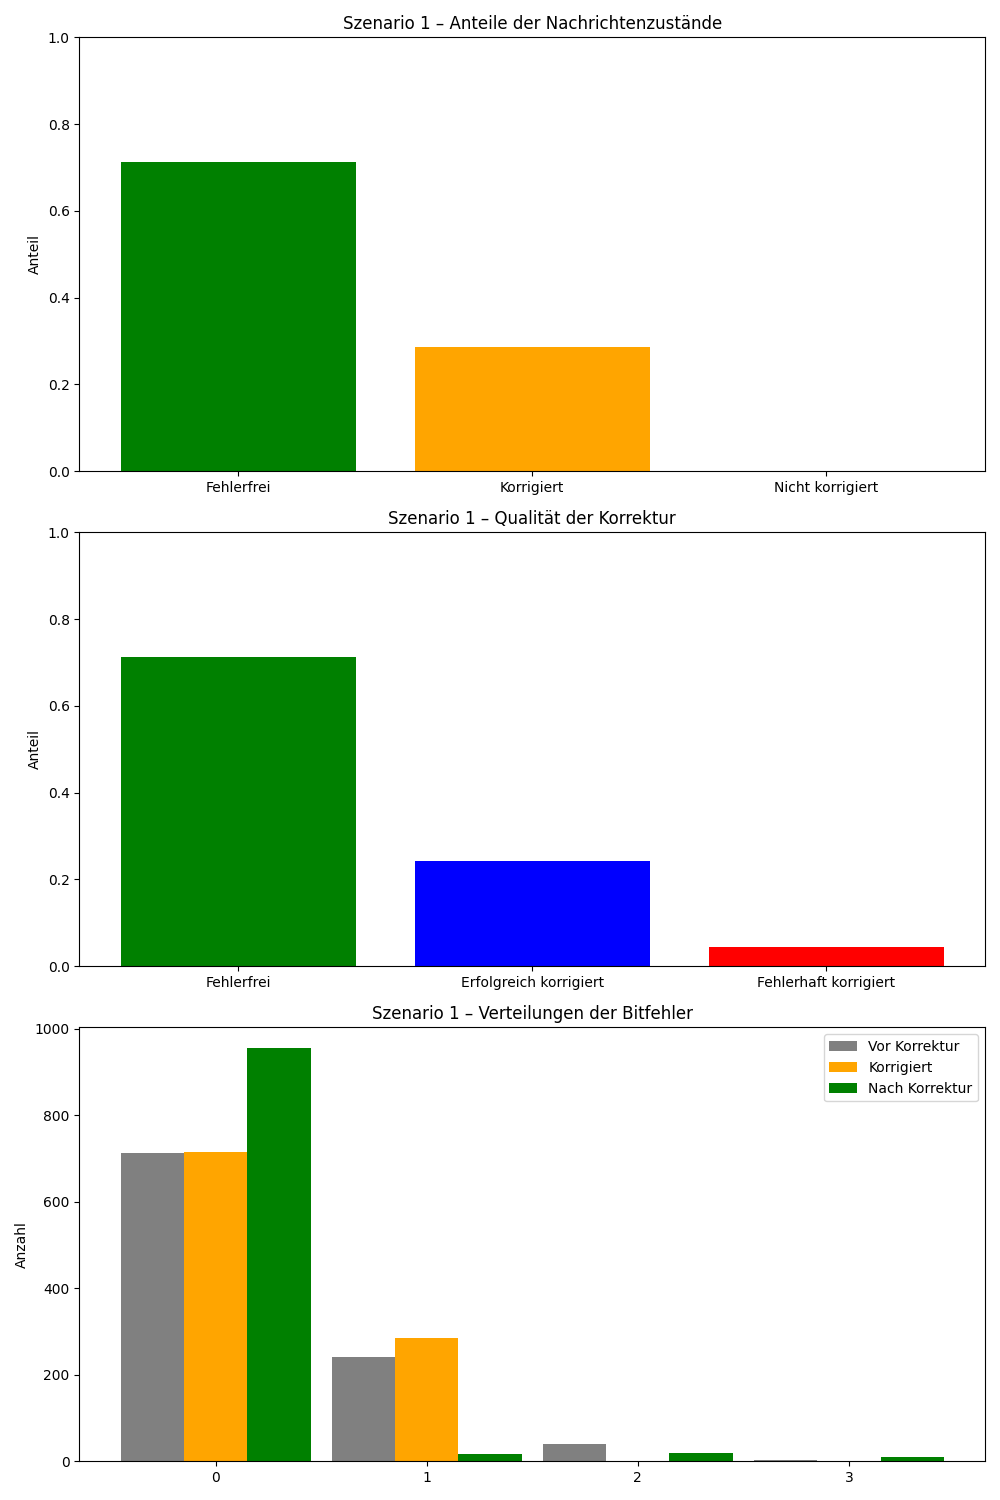 Szenario 1 – Anteile der Nachrichtenzustände
1.0
0.8
0.6
0.4
0.2
0.0
Anteil
Fehlerfrei
Korrigiert
Nicht korrigiert
Szenario 1 – Qualität der Korrektur
1.0
0.8
0.6
0.4
0.2
0.0
Anteil
Fehlerfrei
Erfolgreich korrigiert
Fehlerhaft korrigiert
Szenario 1 – Verteilungen der Bitfehler
1000
800
600
400
200
0
Anzahl
Vor Korrektur
Korrigiert
Nach Korrektur
0
1
2
3